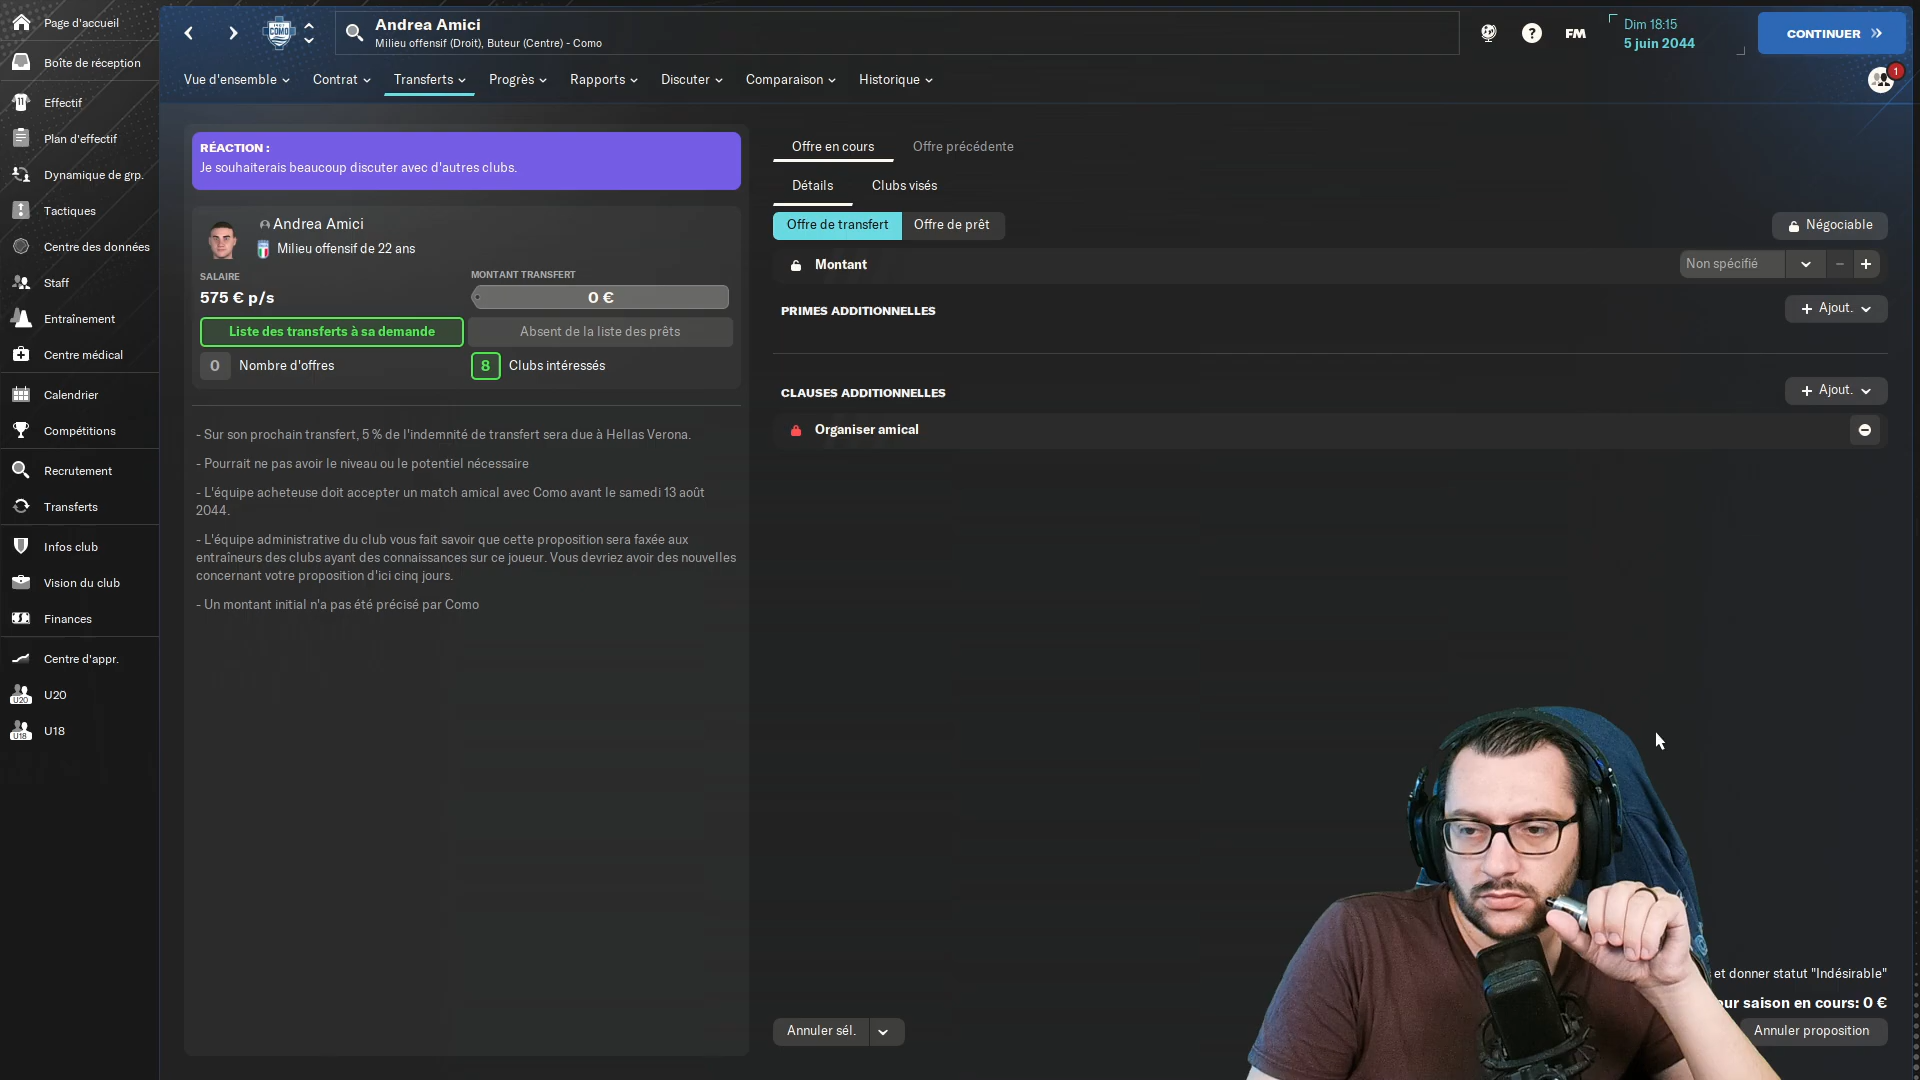 Page d'accueil
Boîte de réception
Effectif
Plan d'effectif
Dynamique de grp.
Tactiques
Centre des données
Staff
Entraînement
Centre médical
Calendrier
Compétitions
Recrutement
Transferts
Infos club
Vision du club
Finances
Centre d'appr.
U20
U20
U18
U18
COMO
Andrea Amici
Milieu offensif (Droit), Buteur (Centre) - Como
?
FM
Dim 18:15
5 juin 2044
CONTINUER
1
Vue d'ensemble
Contrat
Transferts
Progrès
Rapports
Discuter
Comparaison
Historique
RÉACTION :
Je souhaiterais beaucoup discuter avec d'autres clubs.
Andrea Amici
Milieu offensif de 22 ans
SALAIRE
575 € p/s
MONTANT TRANSFERT
0 €
Liste des transferts à sa demande
Absent de la liste des prêts
0 Nombre d'offres
8 Clubs intéressés
- Sur son prochain transfert, 5 % de l'indemnité de transfert sera due à Hellas Verona.
- Pourrait ne pas avoir le niveau ou le potentiel nécessaire
- L'équipe acheteuse doit accepter un match amical avec Como avant le samedi 13 août
2044.
- L'équipe administrative du club vous fait savoir que cette proposition sera faxée aux
entraîneurs des clubs ayant des connaissances sur ce joueur. Vous devriez avoir des nouvelles
concernant votre proposition d'ici cinq jours.
- Un montant initial n'a pas été précisé par Como
Offre en cours
Offre précédente
Détails
Clubs visés
Offre de transfert
Offre de prêt
Négociable
Montant
Non spécifié
PRIMES ADDITIONNELLES
+ Ajout.
CLAUSES ADDITIONNELLES
+ Ajout.
Organiser amical
et donner statut "Indésirable"
our saison en cours: 0 €
Annuler sél.
Annuler proposition